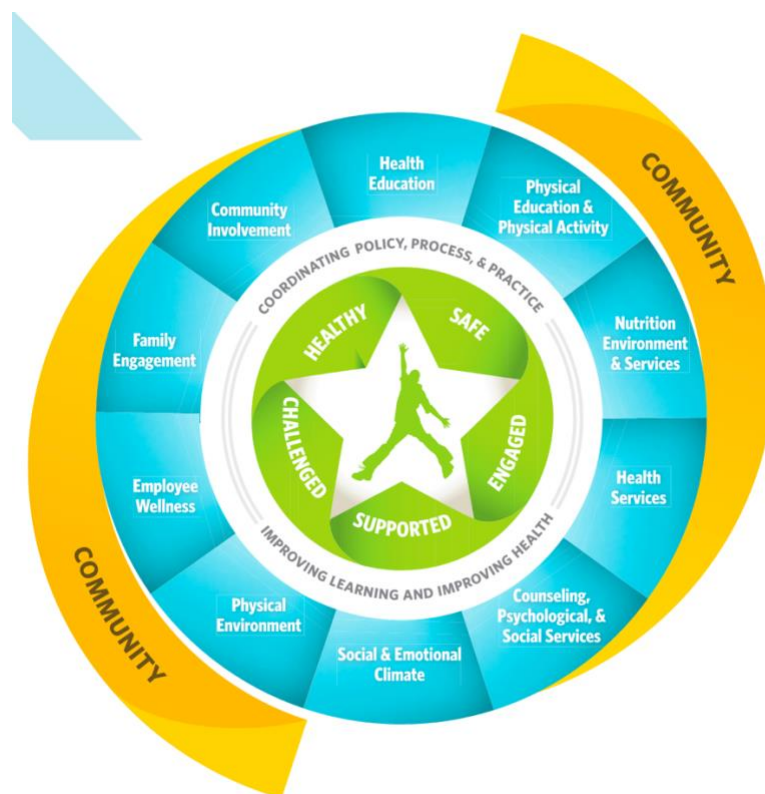 COMMUNITY
Health
Education
Physical
Education &
Physical Activity
Nutrition
Environment
& Services
Health
Services
Counseling,
Psychological, &
Social Services
Social & Emotional
Climate
Physical
Environment
Employee
Wellness
Family
Engagement
Community
Involvement
COORDINATING POLICY, PROCESS, & PRACTICE
IMPROVING LEARNING AND IMPROVING HEALTH
HEALTHY
SAFE
ENGAGED
SUPPORTED
CHALLENGED
COMMUNITY